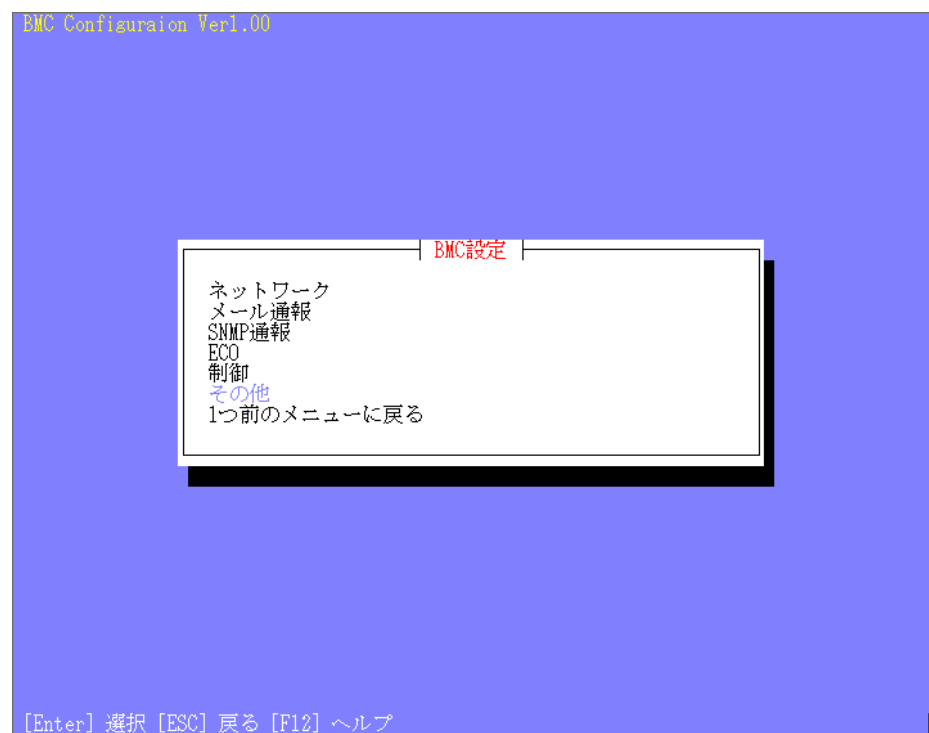 BMC Configuraion Ver1.00
BMC設定
ネットワーク
メール通報
SNMP通報
ECO
制御
その他
1つ前のメニューに戻る
[Enter] 選択 [ESC] 戻る [F12] ヘルプ